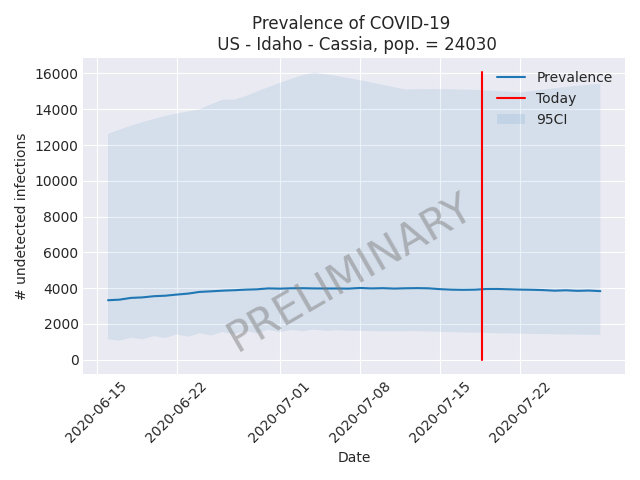 Prevalence of COVID-19
US - Idaho - Cassia, pop. = 24030
16000
14000
12000
10000
8000
6000
4000
2000
0
# undetected infections
Prevalence
Today
95CI
PRELIMINARY
2020-06-15
2020-06-22
2020-07-01
2020-07-08
2020-07-15
2020-07-22
Date